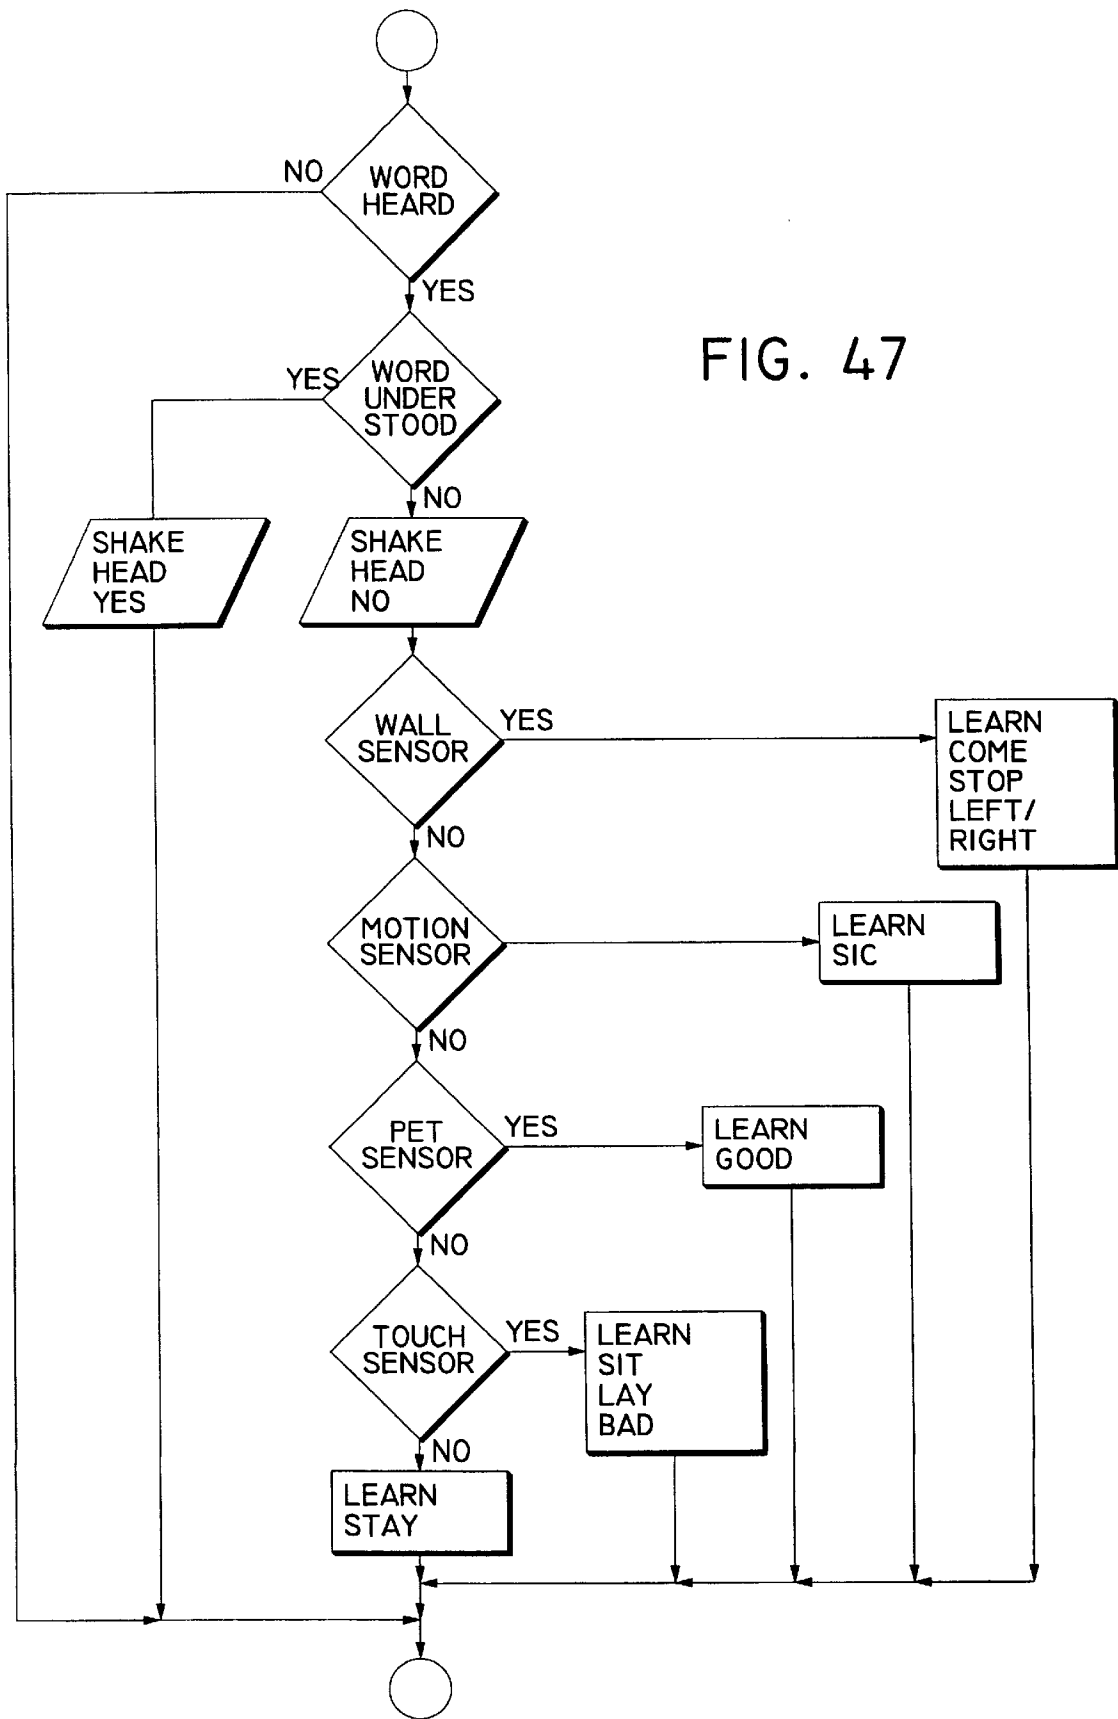 NO
WORD
HEARD
YES
FIG. 47
YES
WORD
UNDER
STOOD
NO
SHAKE
HEAD
YES
SHAKE
HEAD
NO
WALL
SENSOR
YES
LEARN
COME
STOP
LEFT/
RIGHT
NO
MOTION
SENSOR
LEARN
SIC
NO
PET
SENSOR
YES
LEARN
GOOD
NO
TOUCH
SENSOR
YES
LEARN
SIT
LAY
BAD
NO
LEARN
STAY